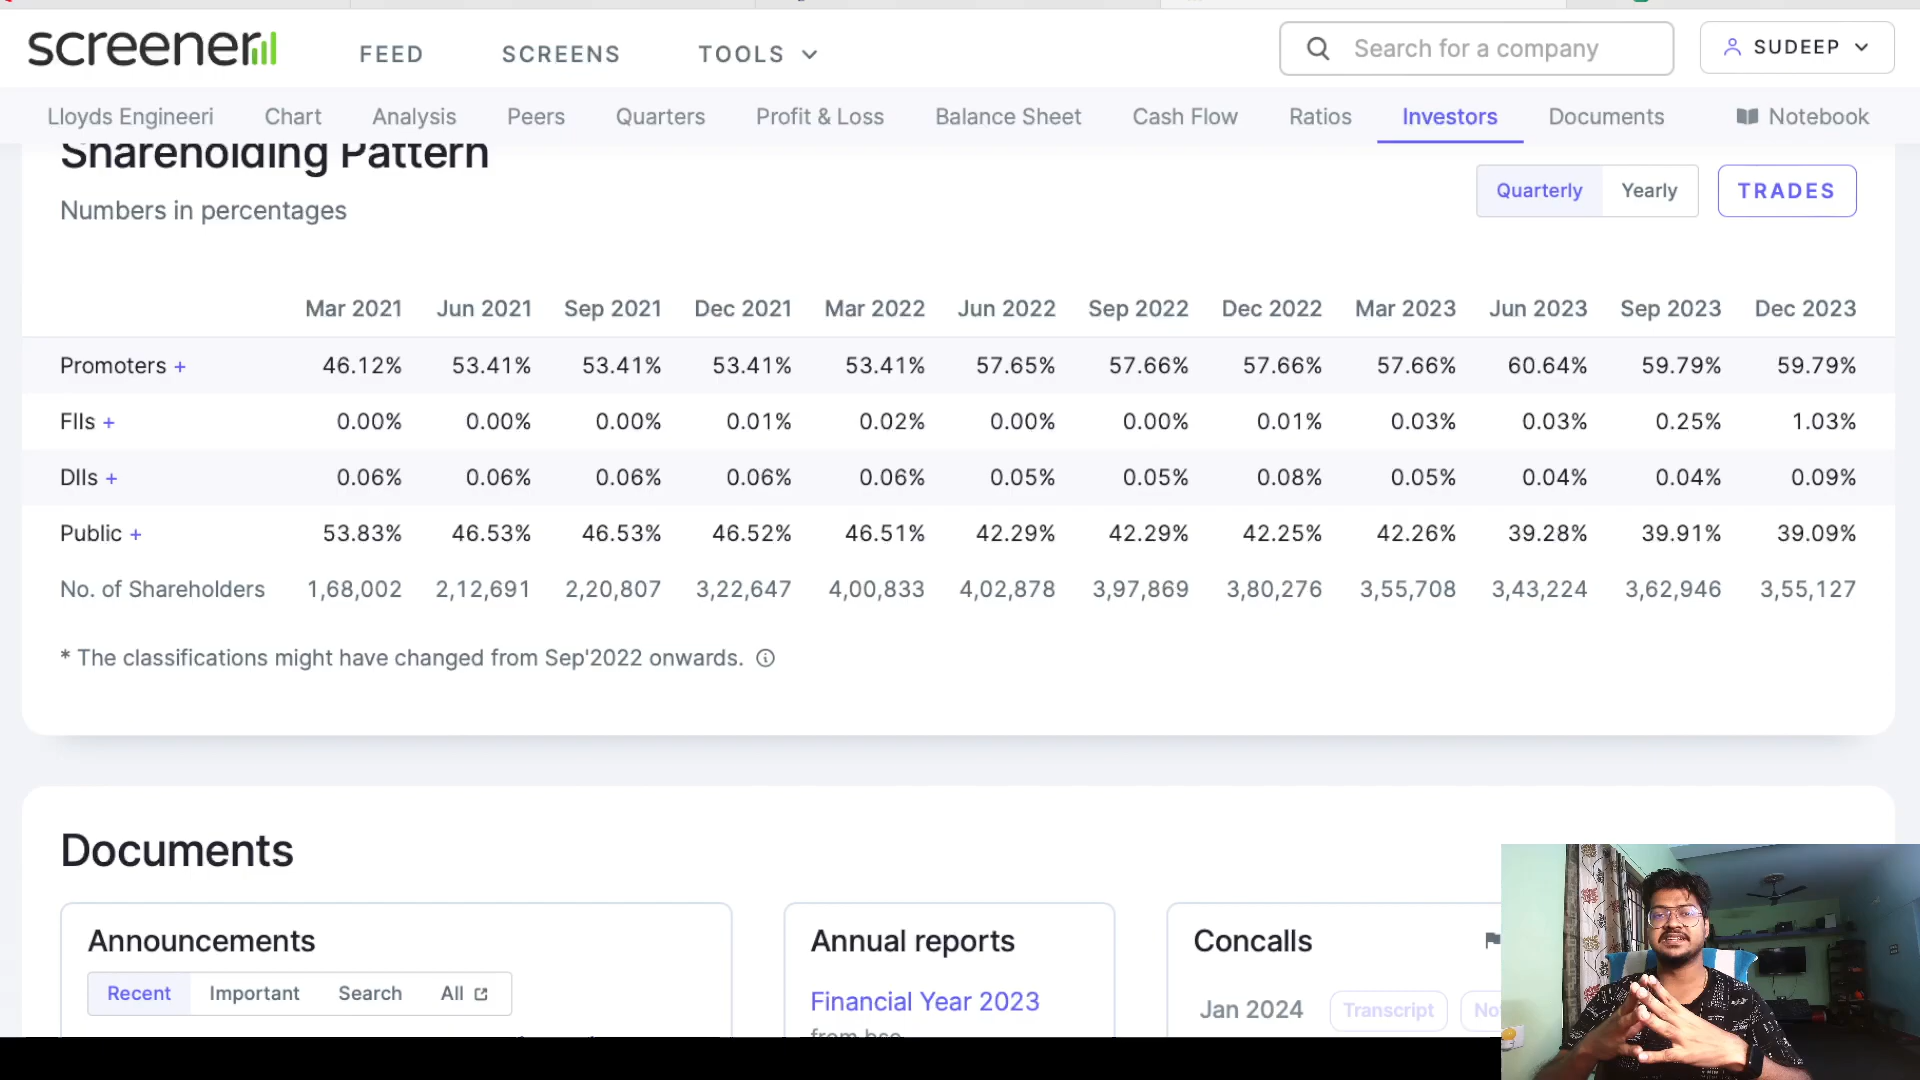 screener
FEED SCREENS TOOLS
Search for a company
SUDEEP
Lloyds Engineeri Chart Analysis Peers Quarters Profit & Loss Balance Sheet Cash Flow Ratios Investors Documents Notebook
Shareholding Pattern
Numbers in percentages
Quarterly Yearly TRADES
Mar 2021 Jun 2021 Sep 2021 Dec 2021 Mar 2022 Jun 2022 Sep 2022 Dec 2022 Mar 2023 Jun 2023 Sep 2023 Dec 2023
Promoters + 46.12% 53.41% 53.41% 53.41% 53.41% 57.65% 57.66% 57.66% 57.66% 60.64% 59.79% 59.79%
FIIs + 0.00% 0.00% 0.00% 0.01% 0.02% 0.00% 0.00% 0.01% 0.03% 0.03% 0.25% 1.03%
DIIs + 0.06% 0.06% 0.06% 0.06% 0.06% 0.05% 0.05% 0.08% 0.05% 0.04% 0.04% 0.09%
Public + 53.83% 46.53% 46.53% 46.52% 46.51% 42.29% 42.29% 42.25% 42.26% 39.28% 39.91% 39.09%
No. of Shareholders 1,68,002 2,12,691 2,20,807 3,22,647 4,00,833 4,02,878 3,97,869 3,80,276 3,55,708 3,43,224 3,62,946 3,55,127
* The classifications might have changed from Sep'2022 onwards.
Documents
Announcements
Recent Important Search All
Annual reports
Financial Year 2023
from bse
Concalls
Jan 2024 Transcript No